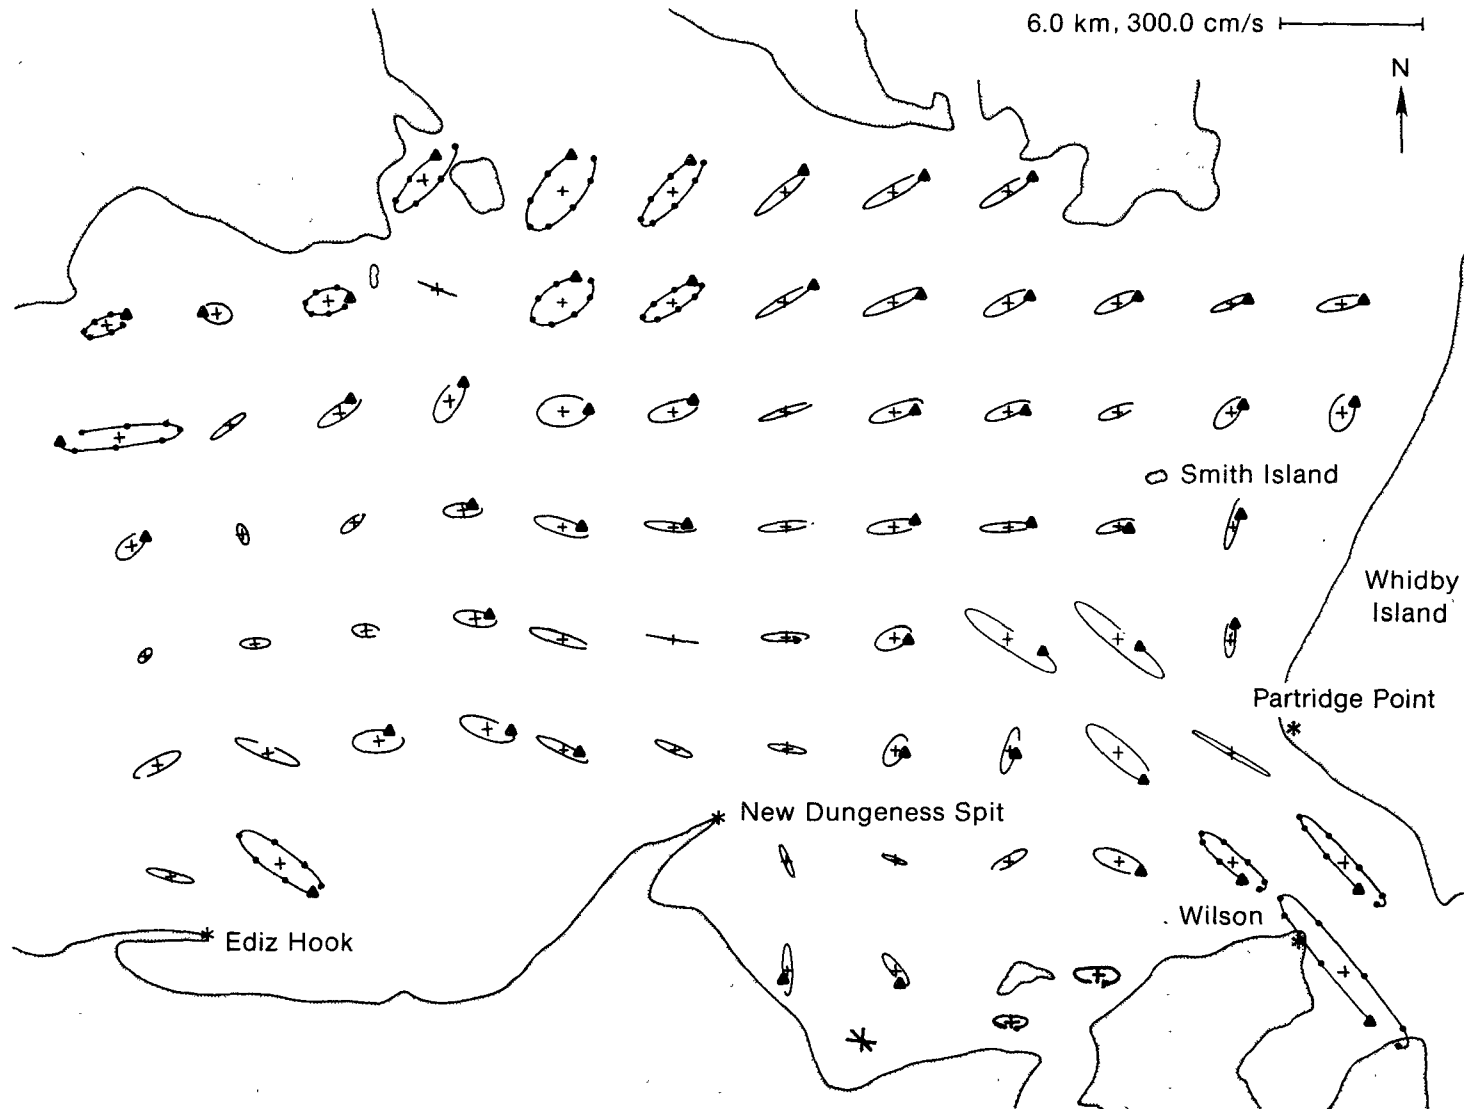 6.0 km, 300.0 cm/s
N
Smith Island
Whidby
Island
Partridge Point
New Dungeness Spit
Wilson
Ediz Hook